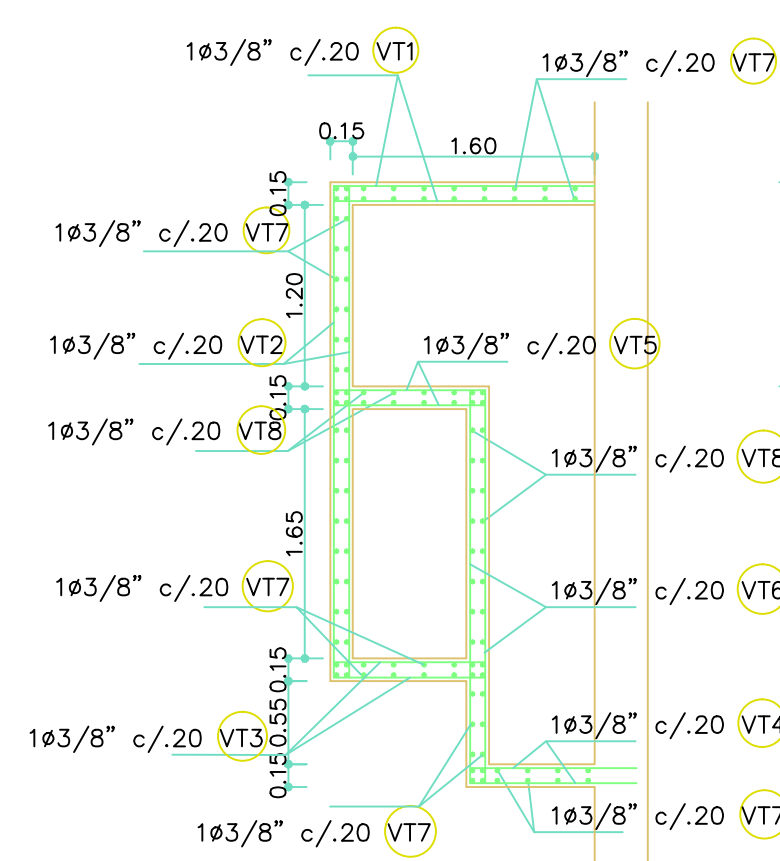 1ø3/8” c/.20 VT1
1ø3/8” c/.20 VT7
0.15
1.60
0.15
1ø3/8” c/.20 VT7
1.20
1ø3/8” c/.20 VT2
1ø3/8” c/.20 VT5
0.15
1ø3/8” c/.20 VT8
1ø3/8” c/.20 VT8
1.65
1ø3/8” c/.20 VT7
1ø3/8” c/.20 VT6
0.15
0.55
1ø3/8” c/.20 VT3
1ø3/8” c/.20 VT4
0.15
1ø3/8” c/.20 VT7
1ø3/8” c/.20 VT7